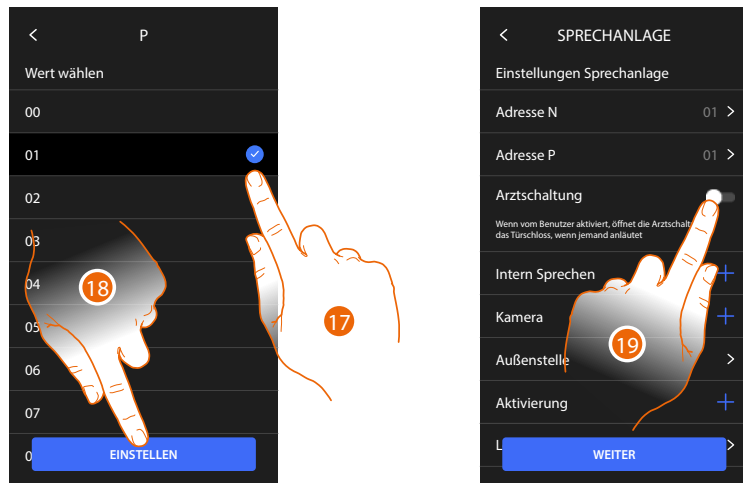 P
Wert wählen
00
01
02
03
04
05
06
07
0
EINSTELLEN
18
17
SPRECHANLAGE
Einstellungen Sprechanlage
Adresse N 01
Adresse P 01
Arztschaltung
Wenn vom Benutzer aktiviert, öffnet die Arztschalt
das Türschloss, wenn jemand anläutet
Intern Sprechen
Kamera
Außenstelle
Aktivierung
L
WEITER
19